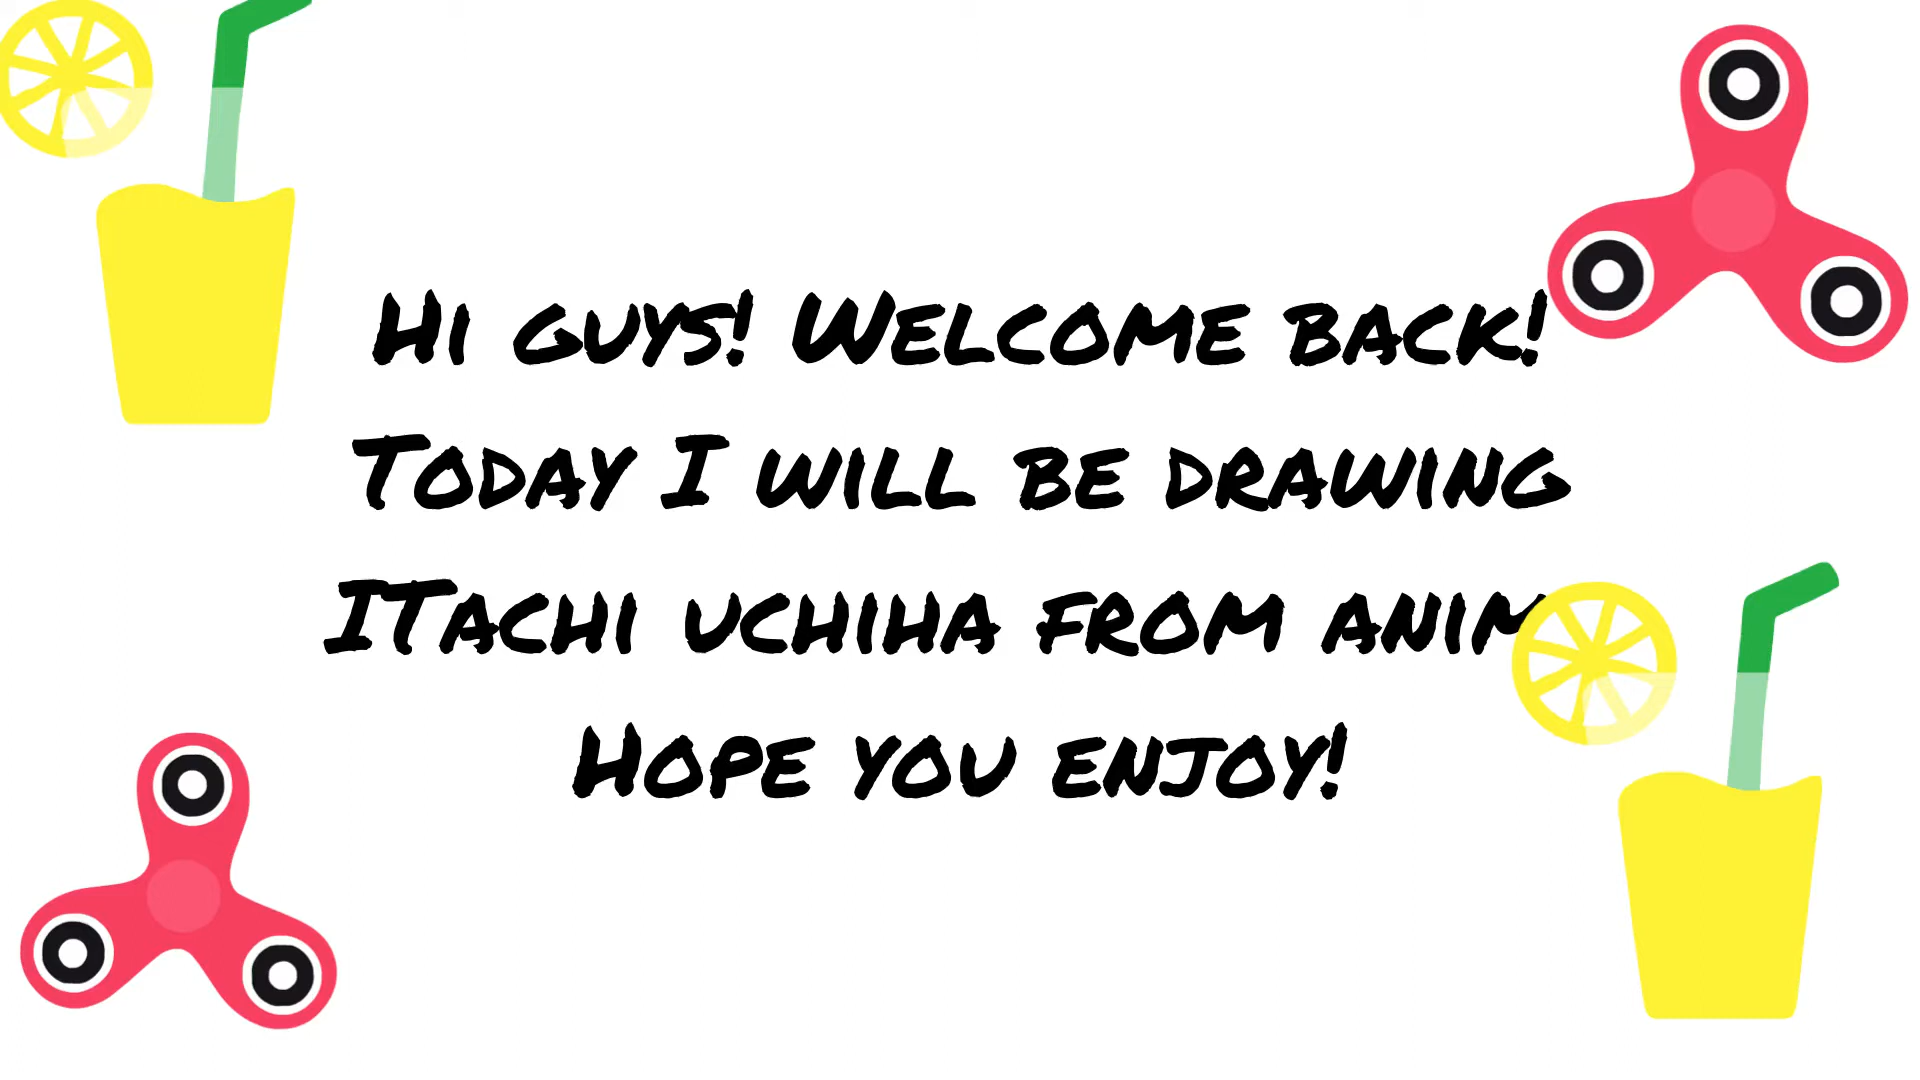 Hi guys! Welcome back!
Today I will be drawing
ITachi uchiha from
Hope you enjoy!